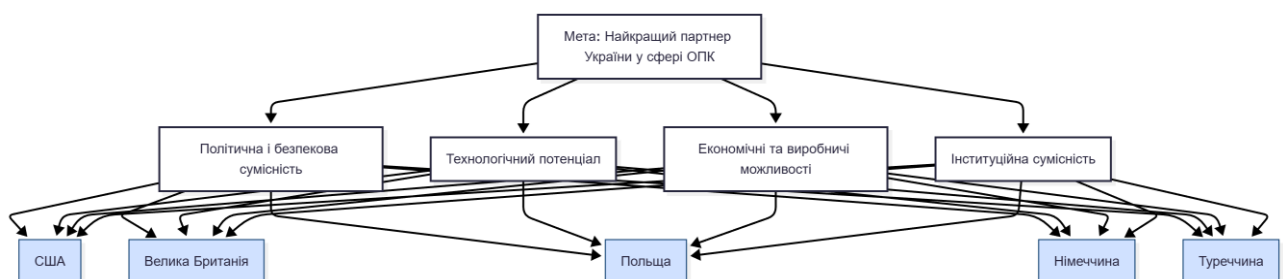 Мета: Найкращий партнер
України у сфері ОПК
Політична і безпекова
сумісність
Технологічний потенціал
Економічні та виробничі
можливості
Інституційна сумісність
США
Велика Британія
Польща
Німеччина
Туреччина